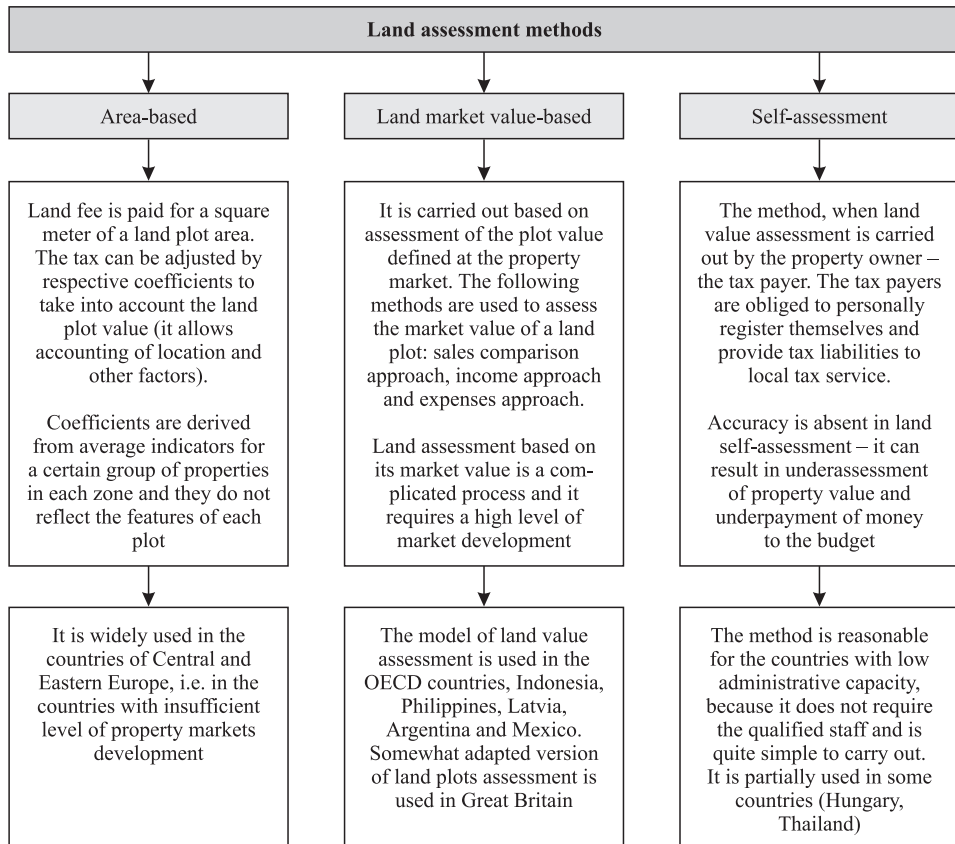 Land assessment methods
Area-based
Land fee is paid for a square
meter of a land plot area.
The tax can be adjusted by
respective coefficients to
take into account the land
plot value (it allows
accounting of location and
other factors).
Coefficients are derived
from average indicators for
a certain group of properties
in each zone and they do not
reflect the features of each
plot
It is widely used in the
countries of Central and
Eastern Europe, i.e. in the
countries with insufficient
level of property markets
development
Land market value-based
It is carried out based on
assessment of the plot value
defined at the property
market. The following
methods are used to assess
the market value of a land
plot: sales comparison
approach, income approach
and expenses approach.
Land assessment based on
its market value is a com-
plicated process and it
requires a high level of
market development
The model of land value
assessment is used in the
OECD countries, Indonesia,
Philippines, Latvia,
Argentina and Mexico.
Somewhat adapted version
of land plots assessment is
used in Great Britain
Self-assessment
The method, when land
value assessment is carried
out by the property owner –
the tax payer. The tax payers
are obliged to personally
register themselves and
provide tax liabilities to
local tax service.
Accuracy is absent in land
self-assessment – it can
result in underassessment
of property value and
underpayment of money
to the budget
The method is reasonable
for the countries with low
administrative capacity,
because it does not require
the qualified staff and is
quite simple to carry out.
It is partially used in some
countries (Hungary,
Thailand)